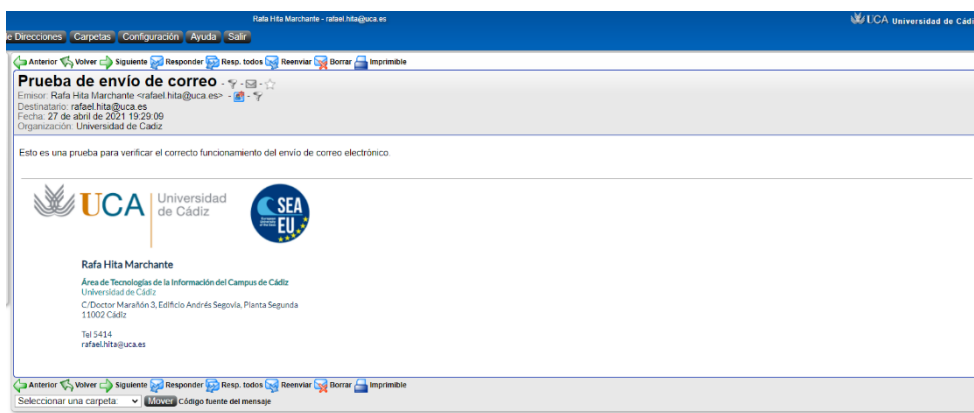 Rafa Hita Marchante - rafael.hita@uca.es
UCA Universidad de Cádi
e Direcciones Carpetas Configuración Ayuda Salir
Anterior Volver Siguiente Responder Resp. todos Reenviar Borrar Imprimible
Prueba de envío de correo - - -
Emisor: Rafa Hita Marchante <rafael.hita@uca.es> - -
Destinatario: rafael.hita@uca.es
Fecha: 27 de abril de 2021 19:29:09
Organización: Universidad de Cadiz
Esto es una prueba para verificar el correcto funcionamiento del envío de correo electrónico.
UCA Universidad
de Cádiz
SEA
EU
Rafa Hita Marchante
Área de Tecnologías de la Información del Campus de Cádiz
Universidad de Cádiz
C/Doctor Marañón 3, Edificio Andrés Segovia, Planta Segunda
11002 Cádiz
Tel 5414
rafael.hita@uca.es
Anterior Volver Siguiente Responder Resp. todos Reenviar Borrar Imprimible
Seleccionar una carpeta: Mover Código fuente del mensaje